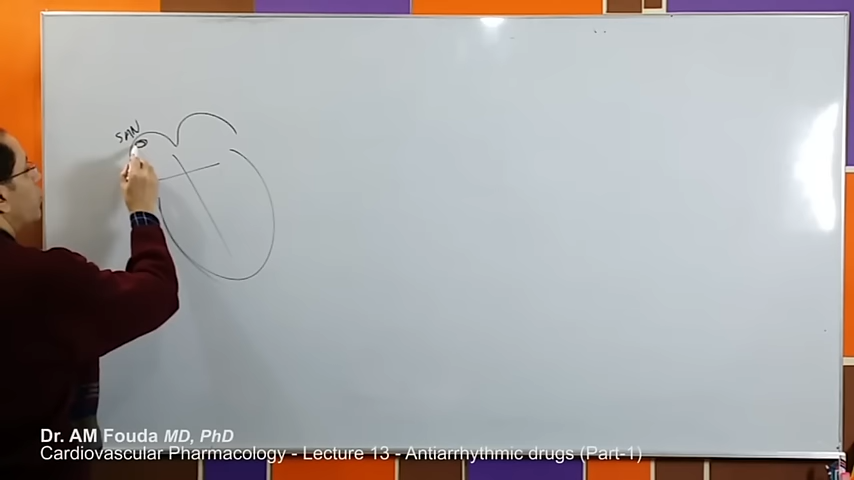 SAN
Dr. AM Fouda MD, PhD
Cardiovascular Pharmacology - Lecture 13 - Antiarrhythmic drugs (Part-1)